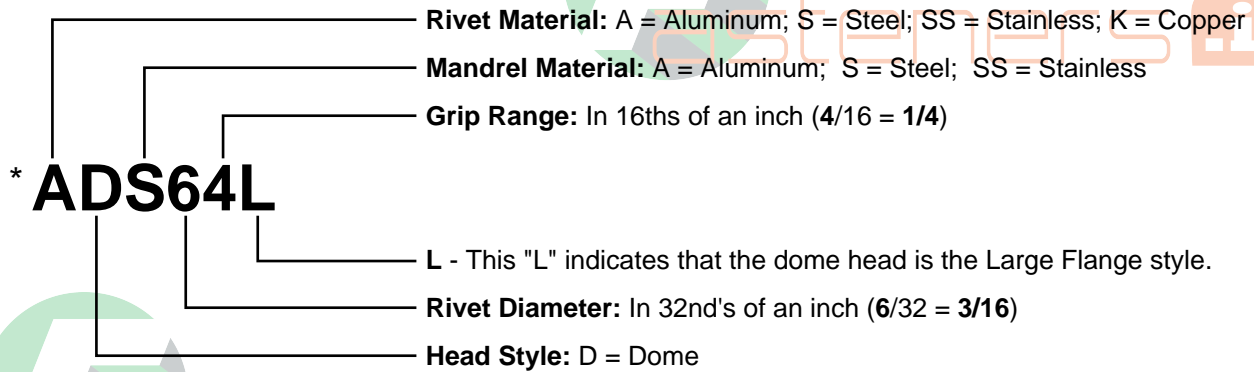 Rivet Material: A = Aluminum; S = Steel; SS = Stainless; K = Copper
asteners
Mandrel Material: A = Aluminum; S = Steel; SS = Stainless
Grip Range: In 16ths of an inch (4/16 = 1/4)
* ADS64L
L - This "L" indicates that the dome head is the Large Flange style.
Rivet Diameter: In 32nd's of an inch (6/32 = 3/16)
Head Style: D = Dome